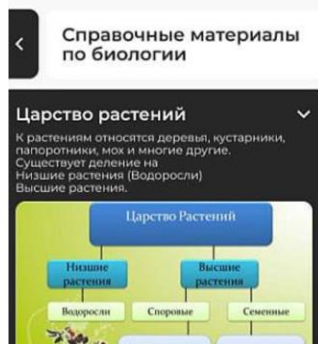 Справочные материалы
по биологии
Царство растений
К растениям относятся деревья, кустарники,
папоротники, мох и многие другие.
Существует деление на
Низшие растения (Водоросли)
Высшие растения.
Царство Растений
Низшие
растения
Высшие
растения
Водоросли
Споровые
Семенные